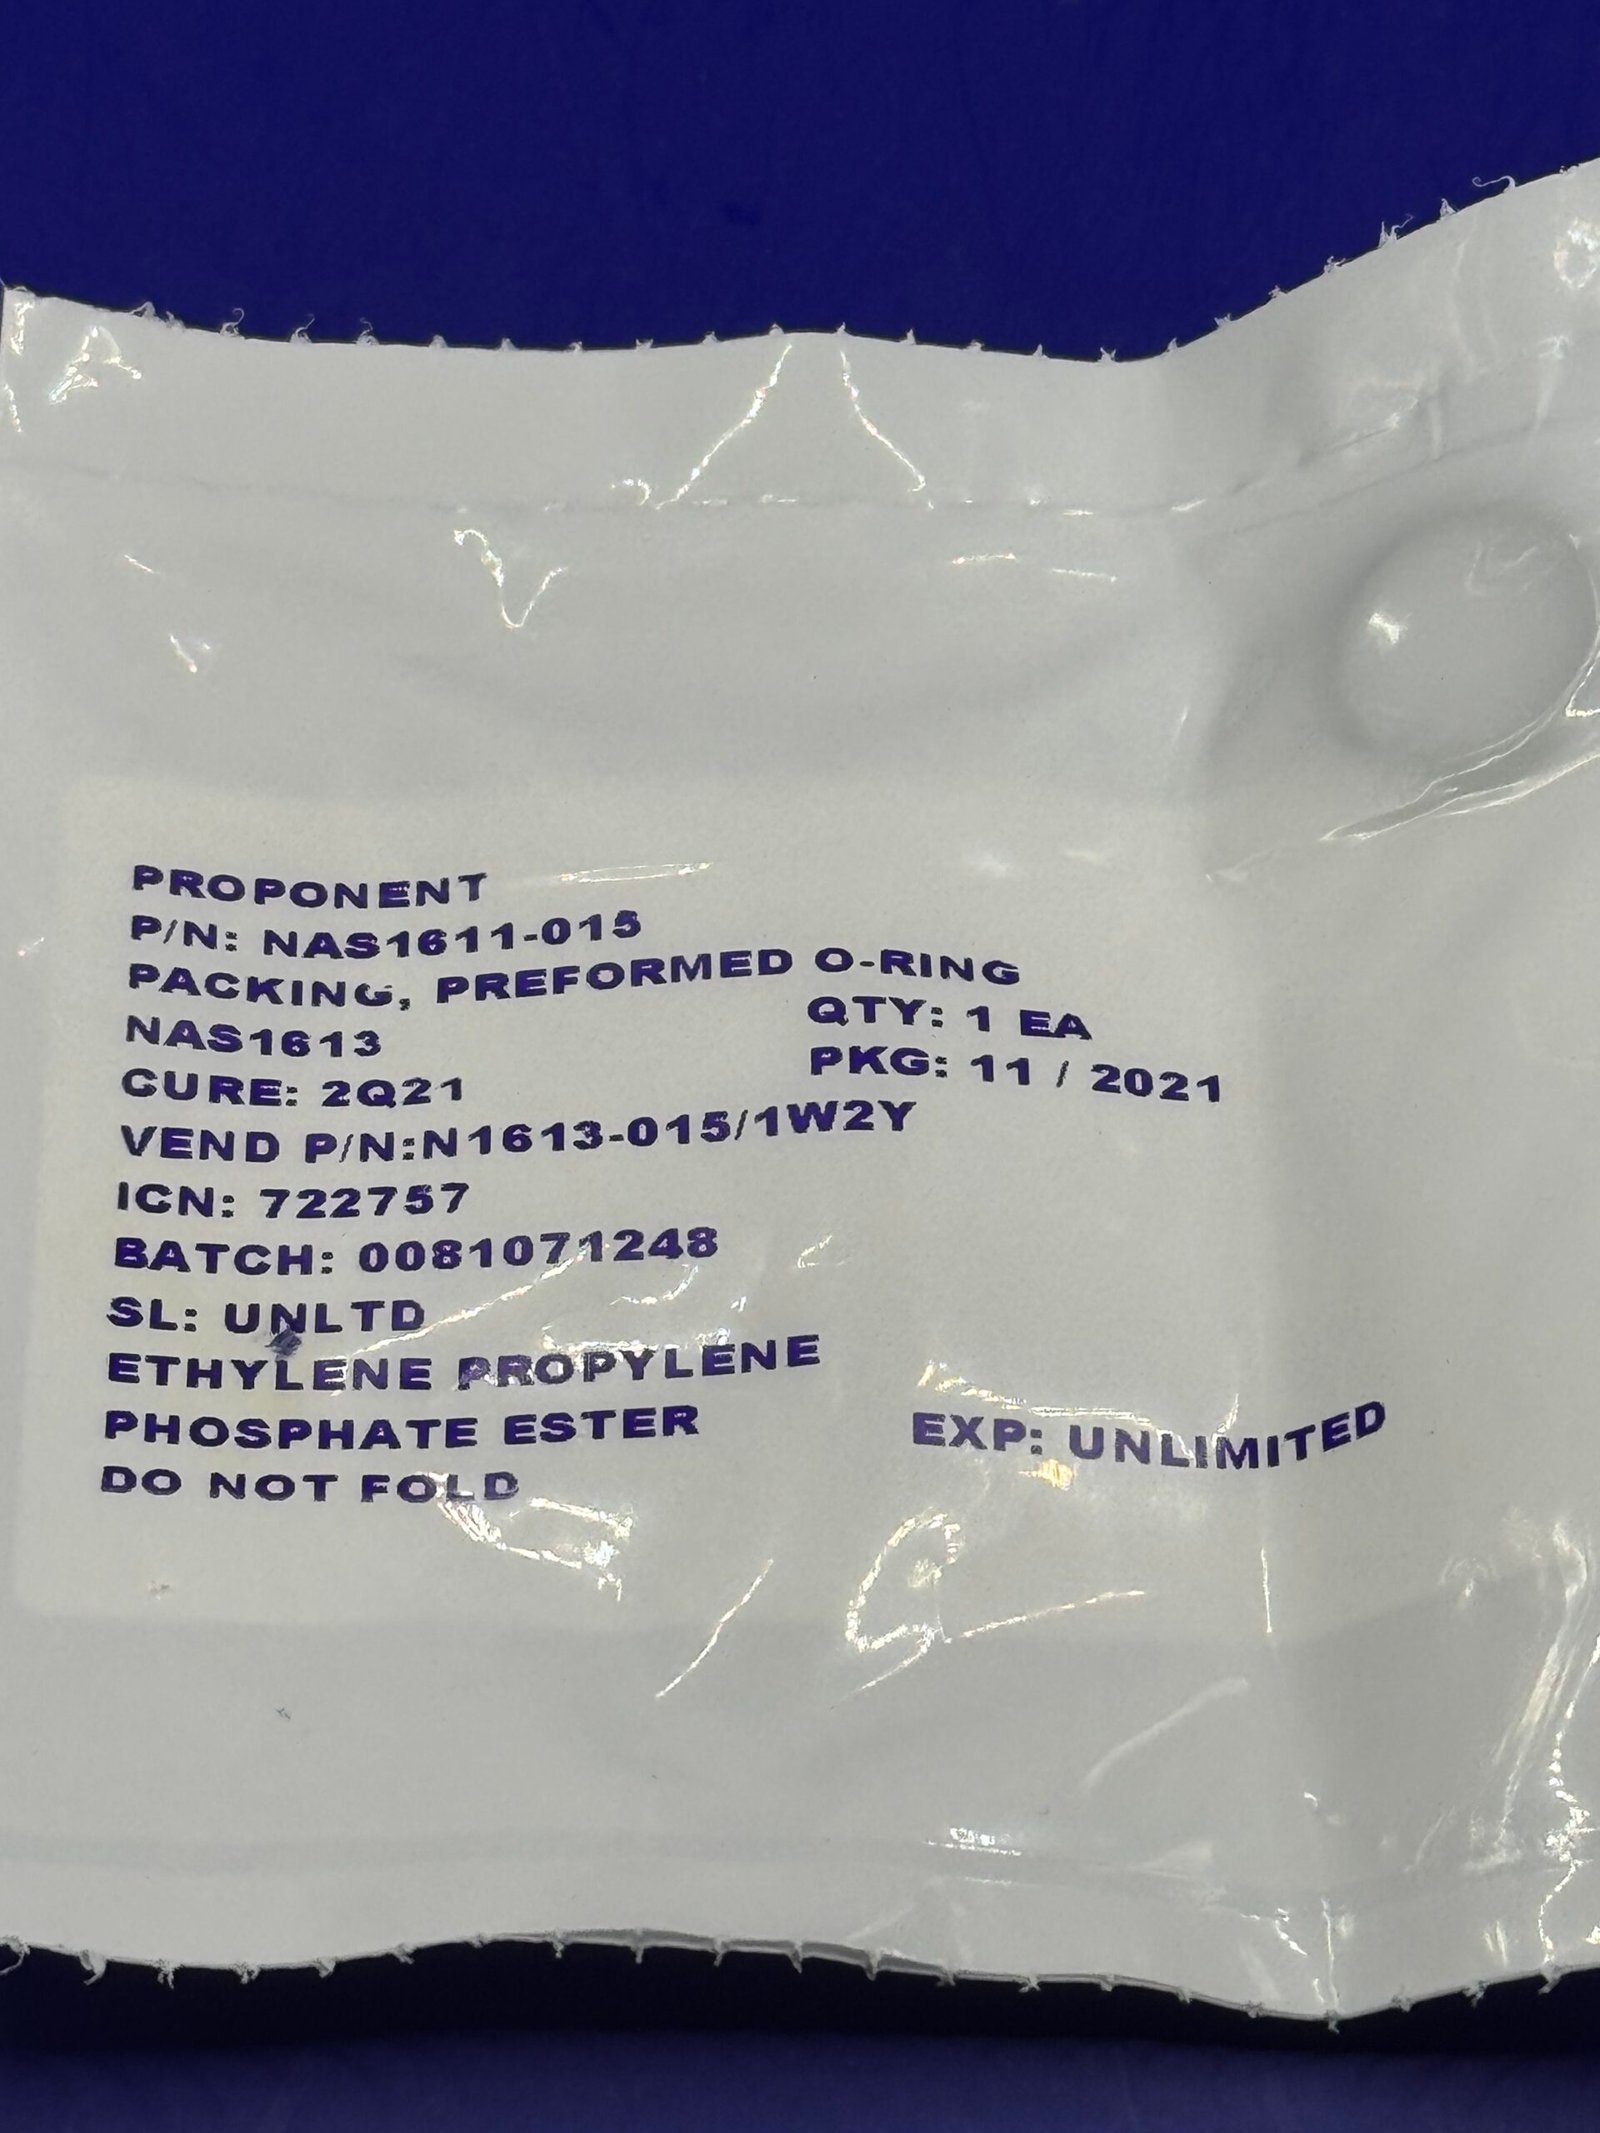 PROPONENT
P/N: NAS1611-015
PACKING, PREFORMED O-RING
NAS1613 QTY: 1 EA
CURE: 2Q21 PKG: 11 / 2021
VEND P/N:N1613-015/1W2Y
ICN: 722757
BATCH: 0081071248
SL: UNLTD
ETHYLENE PROPYLENE
PHOSPHATE ESTER EXP: UNLIMITED
DO NOT FOLD